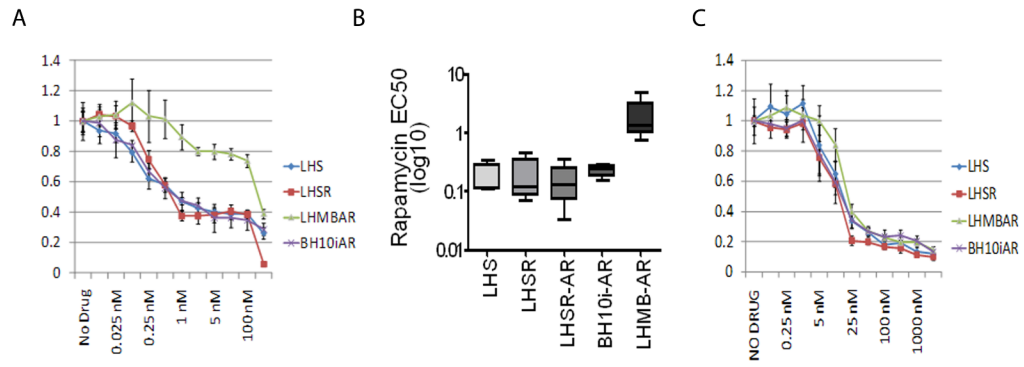 A
1.4
1.2
1
0.8
0.6
0.4
0.2
0
No Drug
0.025 nM
0.25 nM
1 nM
5 nM
100 nM
LHS
LHSR
LHMBAR
BH10iAR
B
Rapamycin EC50
(log10)
10
1
0.1
0.01
LHS
LHSR
LHSR-AR
BH10i-AR
LHMB-AR
C
1.4
1.2
1
0.8
0.6
0.4
0.2
0
NO DRUG
0.25 nM
5 nM
25 nM
100 nM
1000 nM
LHS
LHSR
LHMBAR
BH10iAR